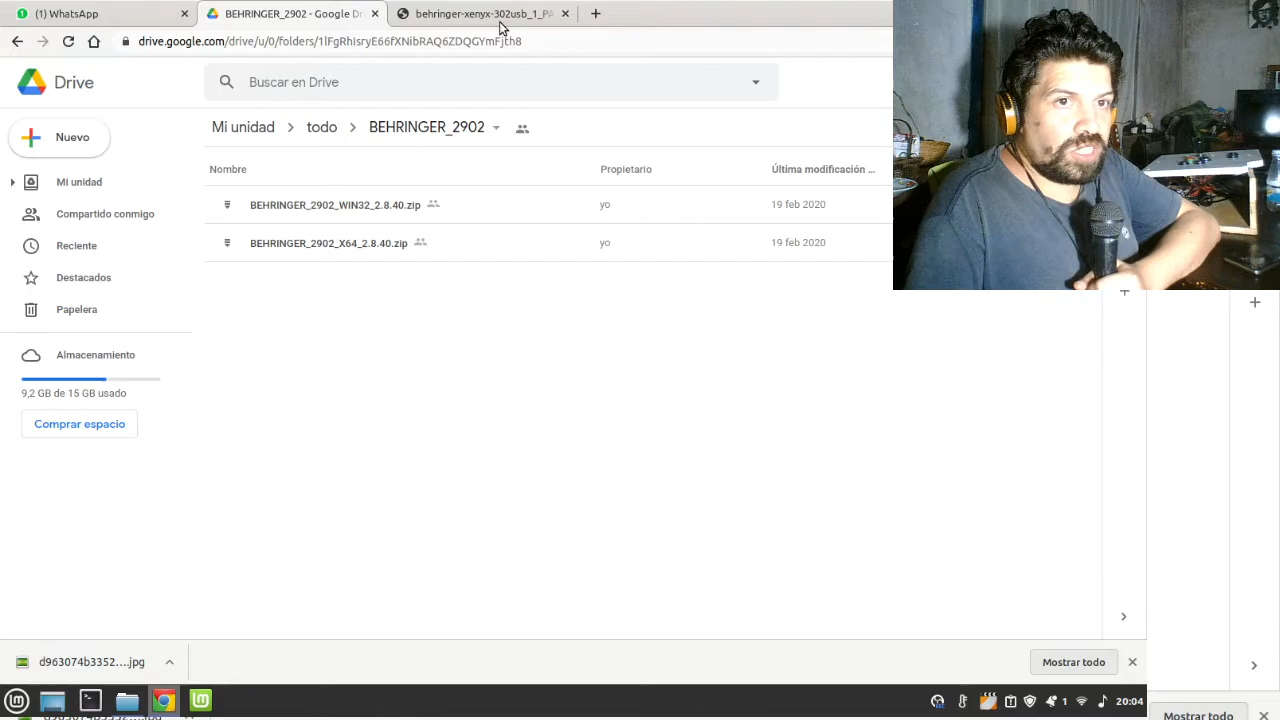 (1) WhatsApp
BEHRINGER_2902 - Google Dr
behringer-xenyx-302usb_1_PA
drive.google.com/drive/u/0/folders/1lFgRhIsryE66fXNibRAQ6ZDQGYmFjth8
Drive
Buscar en Drive
Nuevo
Mi unidad
todo
BEHRINGER_2902
Nombre
Propietario
Última modificación ...
Mi unidad
BEHRINGER_2902_WIN32_2.8.40.zip
yo
19 feb 2020
Compartido conmigo
BEHRINGER_2902_X64_2.8.40.zip
yo
19 feb 2020
Reciente
Destacados
Papelera
Almacenamiento
9,2 GB de 15 GB usado
Comprar espacio
d963074b3352....jpg
Mostrar todo
1
20:04
Mostrar todo